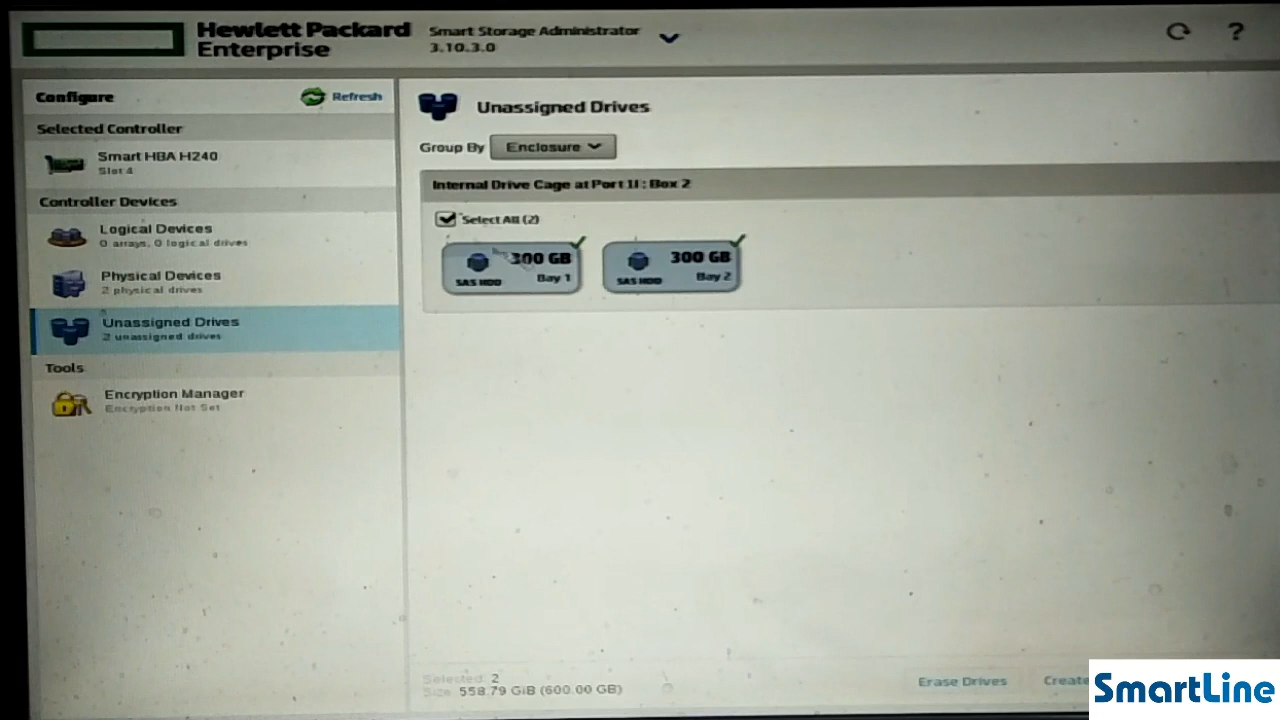 Hewlett Packard
Enterprise
Smart Storage Administrator
3.10.3.0
?
Configure
Refresh
Selected Controller
Smart HBA H240
Slot 4
Controller Devices
Logical Devices
0 arrays, 0 logical drives
Physical Devices
2 physical drives
Unassigned Drives
2 unassigned drives
Tools
Encryption Manager
Encryption Not Set
Unassigned Drives
Group By
Enclosure
Internal Drive Cage at Port 1I : Box 2
Select All (2)
300 GB
SAS HDD
Bay 1
300 GB
SAS HDD
Bay 2
Selected: 2
Size: 558.79 GiB (600.00 GB)
Erase Drives
Create
SmartLine